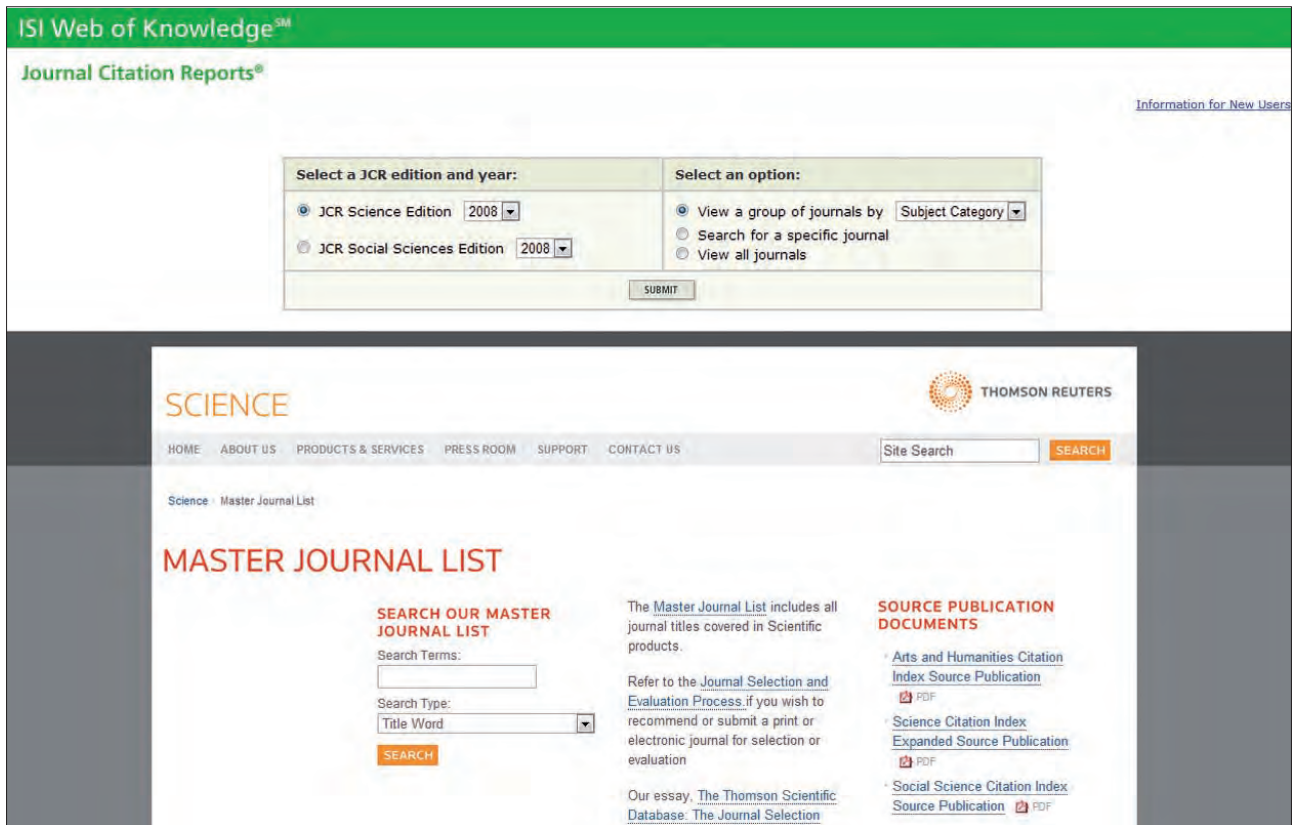 ISI Web of Knowledge℠
Journal Citation Reports®
Information for New Users
Select a JCR edition and year:
JCR Science Edition 2008
JCR Social Sciences Edition 2008
Select an option:
View a group of journals by Subject Category
Search for a specific journal
View all journals
SUBMIT
THOMSON REUTERS
SCIENCE
HOME ABOUT US PRODUCTS & SERVICES PRESS ROOM SUPPORT CONTACT US
Site Search SEARCH
Science Master Journal List
MASTER JOURNAL LIST
SEARCH OUR MASTER
JOURNAL LIST
Search Terms:
Search Type:
Title Word
SEARCH
The Master Journal List includes all
journal titles covered in Scientific
products.
Refer to the Journal Selection and
Evaluation Process if you wish to
recommend or submit a print or
electronic journal for selection or
evaluation
Our essay, The Thomson Scientific
Database: The Journal Selection
SOURCE PUBLICATION
DOCUMENTS
Arts and Humanities Citation
Index Source Publication
PDF
Science Citation Index
Expanded Source Publication
PDF
Social Science Citation Index
Source Publication PDF